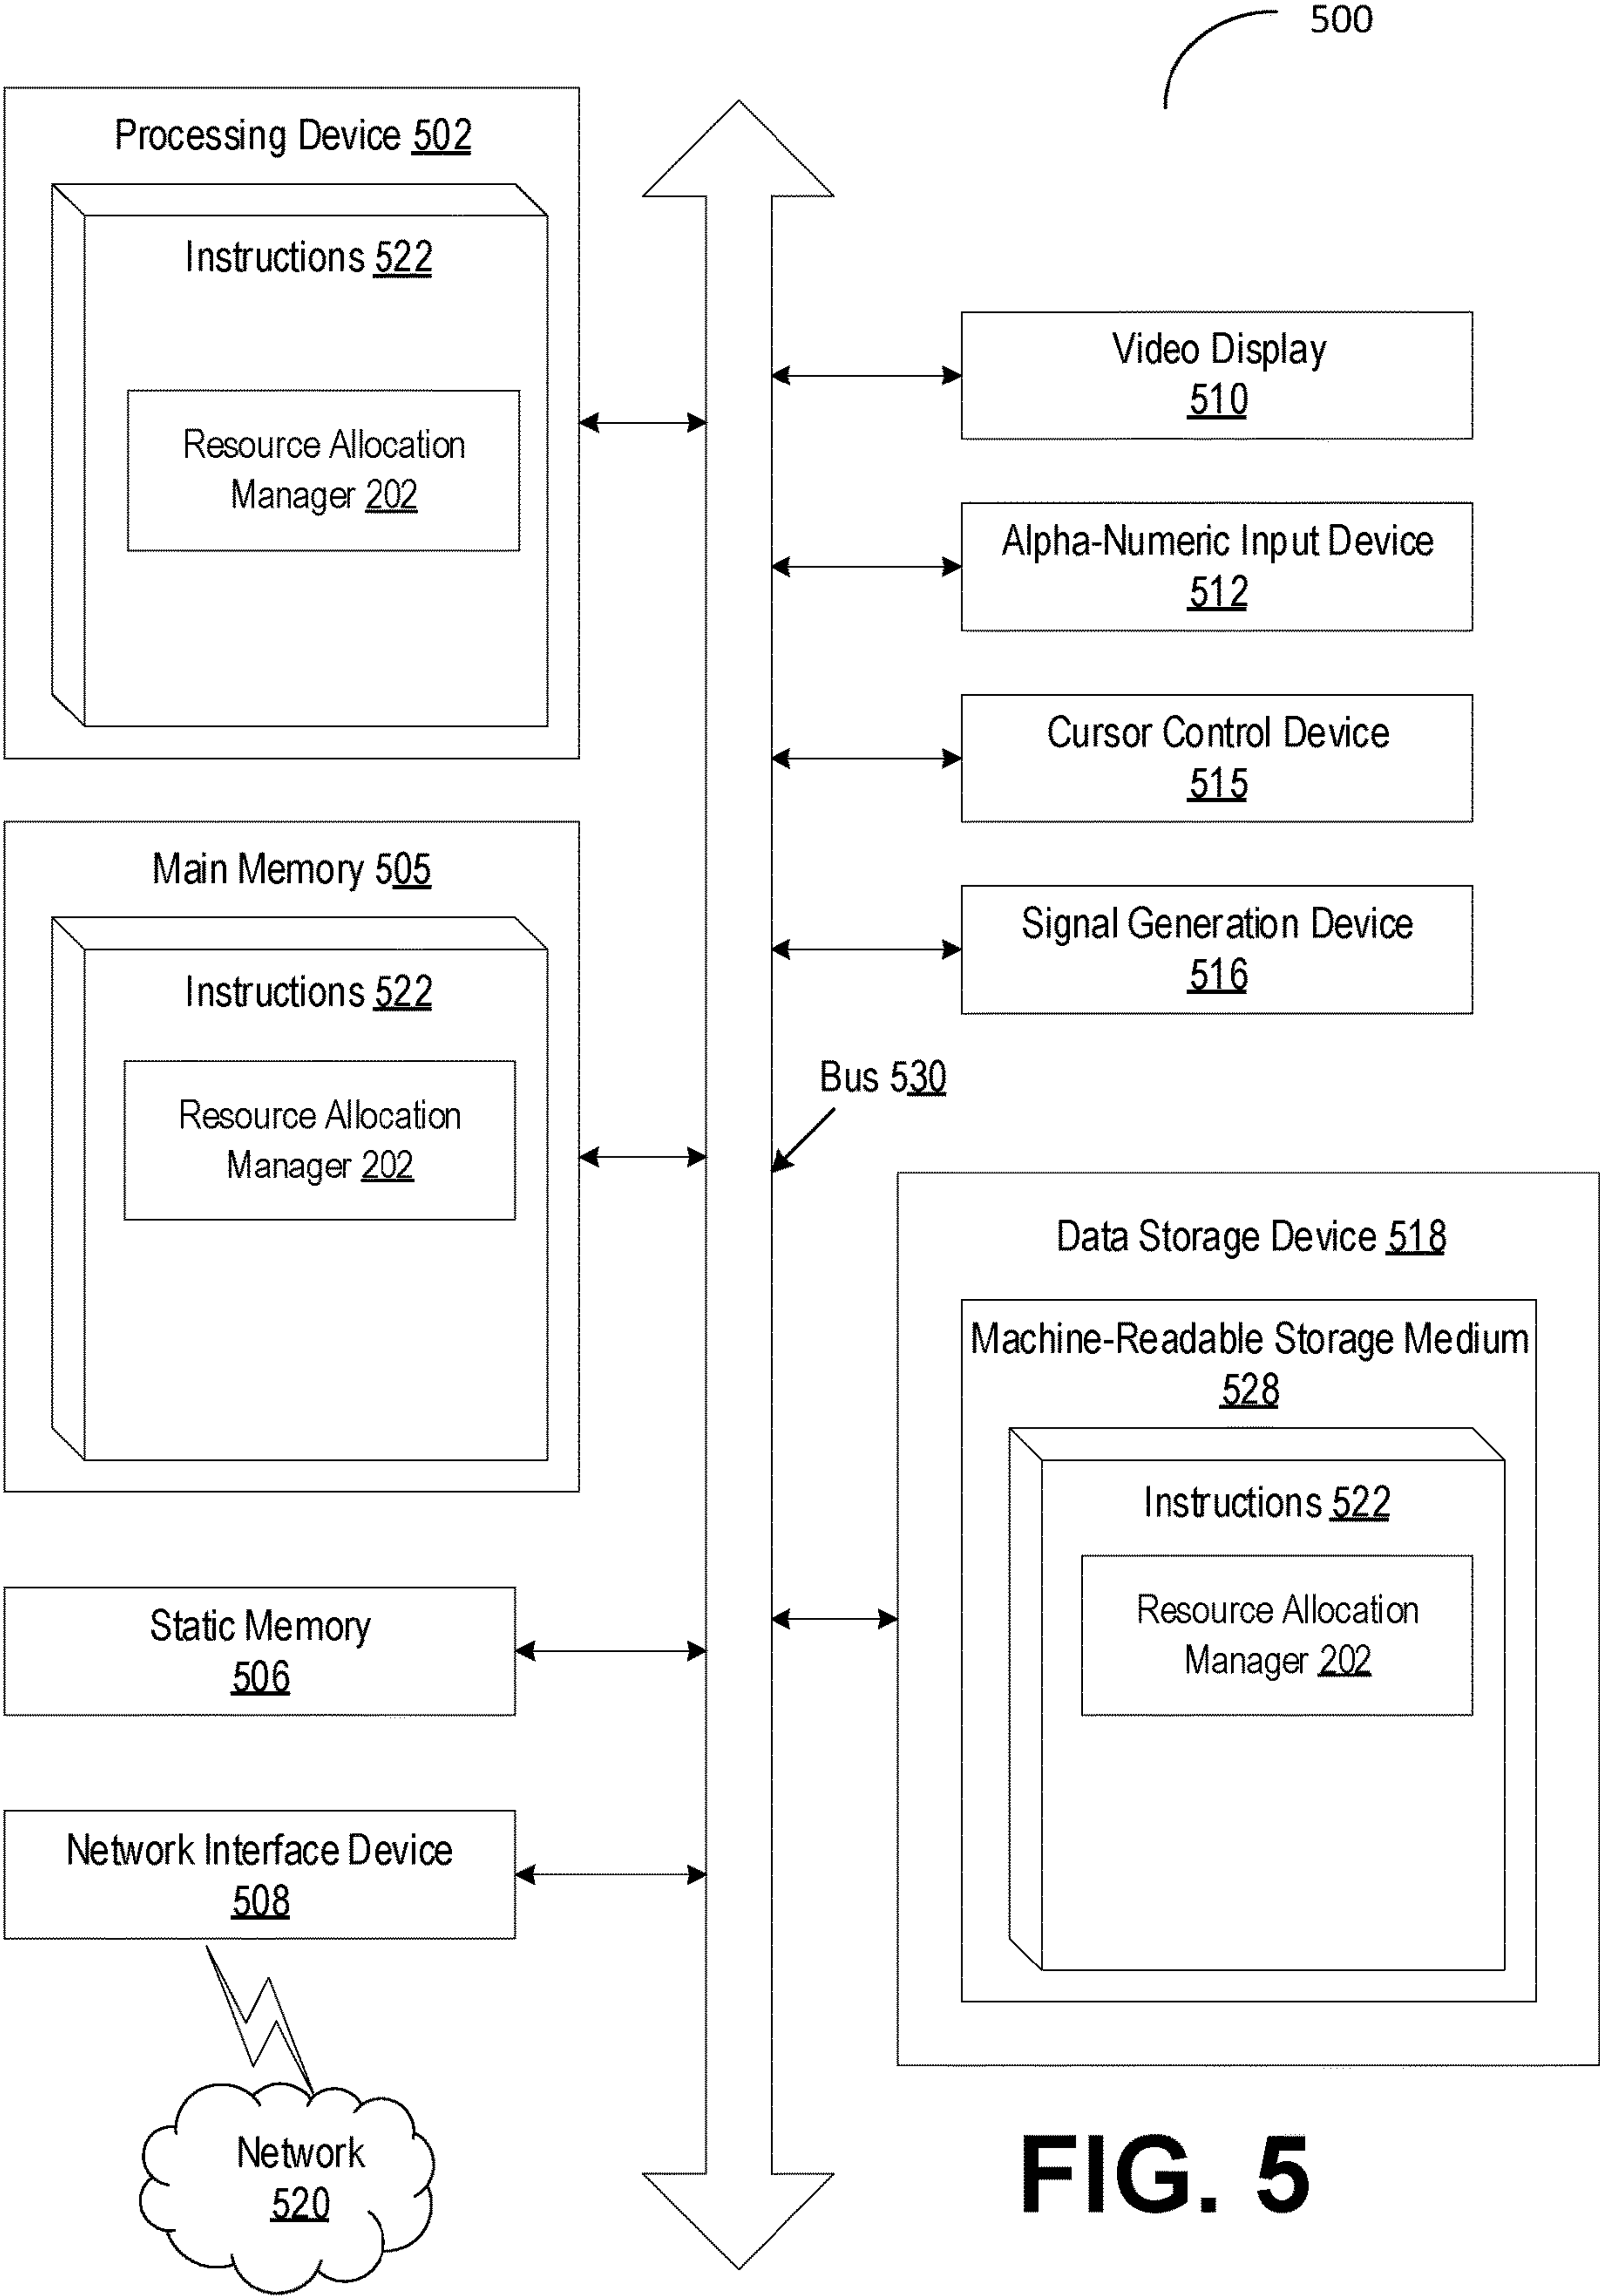 500
Processing Device 502
Instructions 522
Resource Allocation
Manager 202
Video Display
510
Alpha-Numeric Input Device
512
Cursor Control Device
515
Main Memory 505
Instructions 522
Resource Allocation
Manager 202
Signal Generation Device
516
Bus 530
Data Storage Device 518
Machine-Readable Storage Medium
528
Instructions 522
Resource Allocation
Manager 202
Static Memory
506
Network Interface Device
508
Network
520
FIG. 5